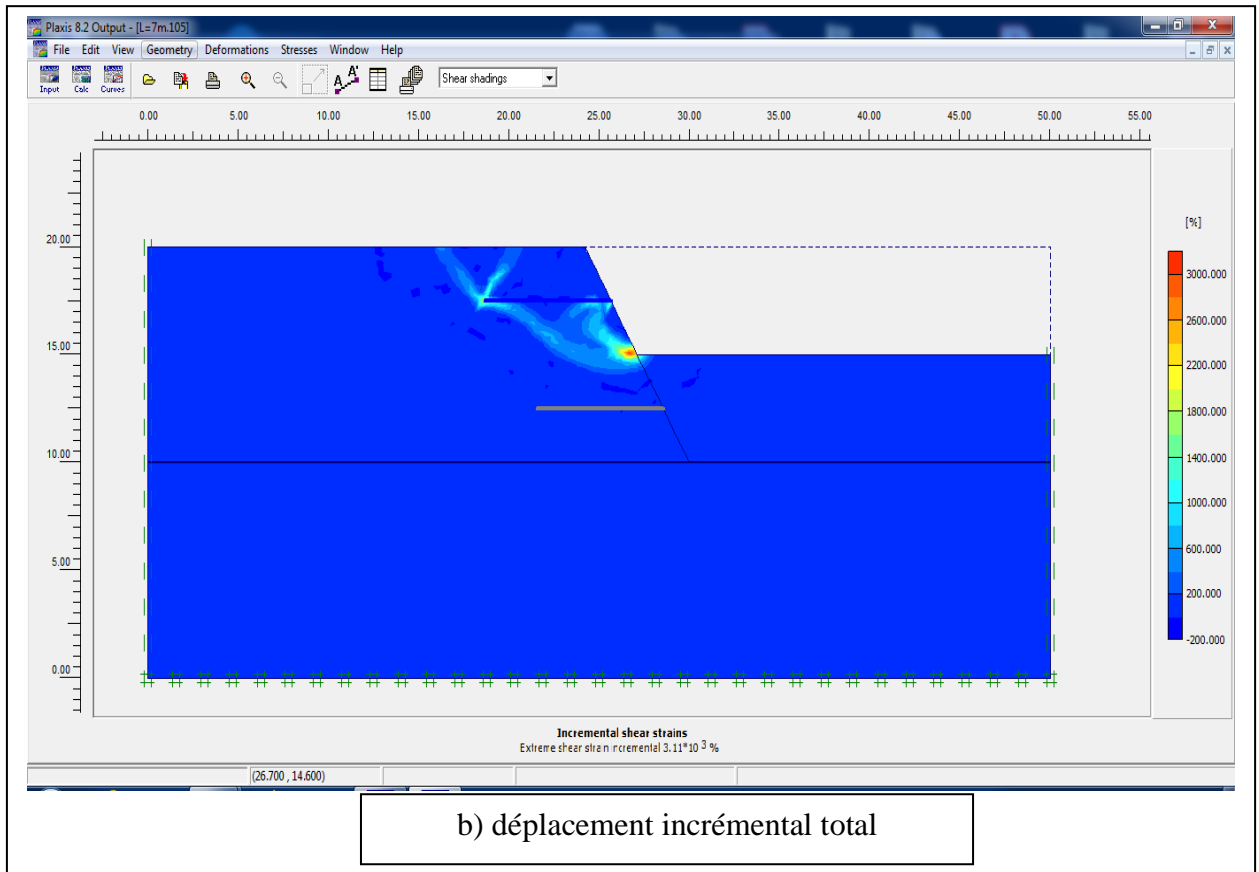 Plaxis 8.2 Output - [L=7m.105]
File Edit View Geometry Deformations Stresses Window Help
Input Calc Curves A A' Shear shadings
0.00 5.00 10.00 15.00 20.00 25.00 30.00 35.00 40.00 45.00 50.00 55.00
[%]
20.00
3000.000
2600.000
15.00
2200.000
1800.000
10.00
1400.000
1000.000
5.00
600.000
200.000
0.00
-200.000
Incremental shear strains
Extreme shear strain incremental 3.11*10 3 %
(26.700 , 14.600)
b) déplacement incrémental total